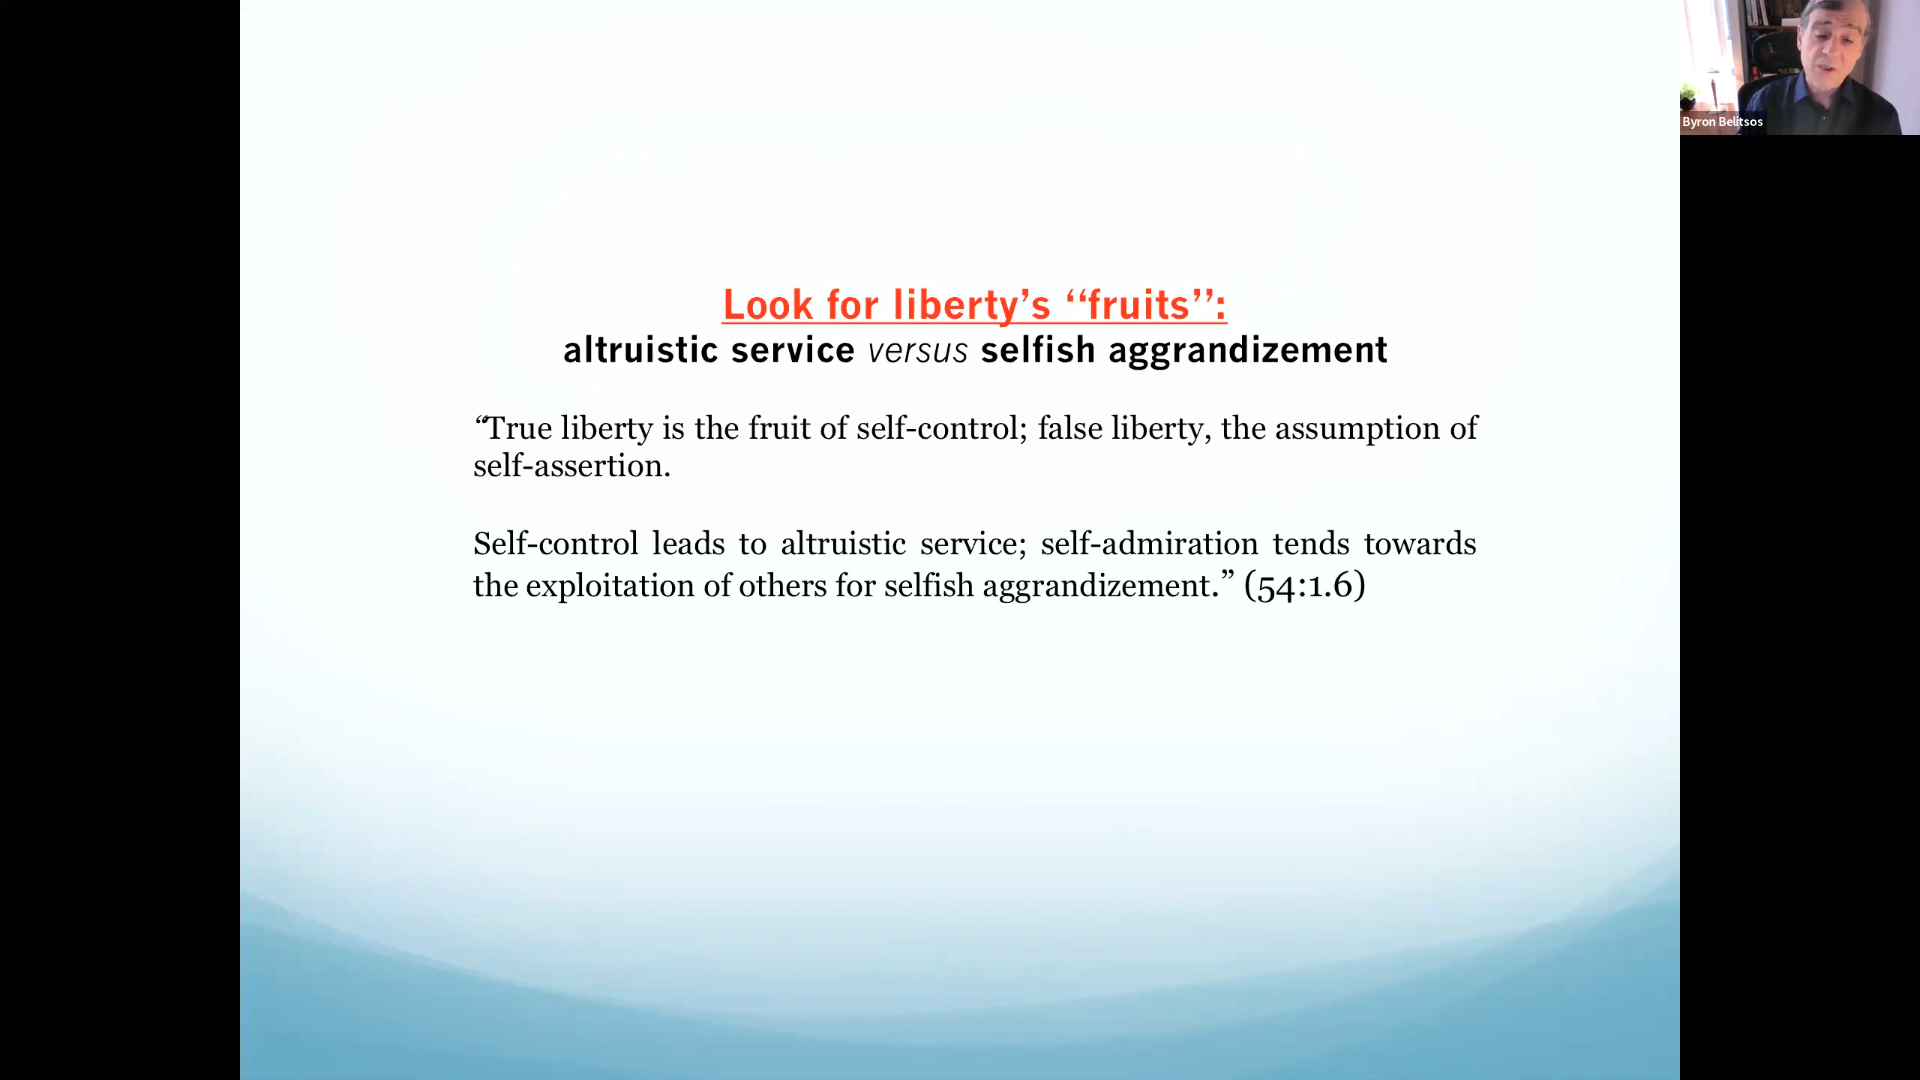 Byron Belitsos
Look for liberty’s ‘‘fruits’’:
altruistic service versus selfish aggrandizement
“True liberty is the fruit of self-control; false liberty, the assumption of
self-assertion.
Self-control leads to altruistic service; self-admiration tends towards
the exploitation of others for selfish aggrandizement.” (54:1.6)